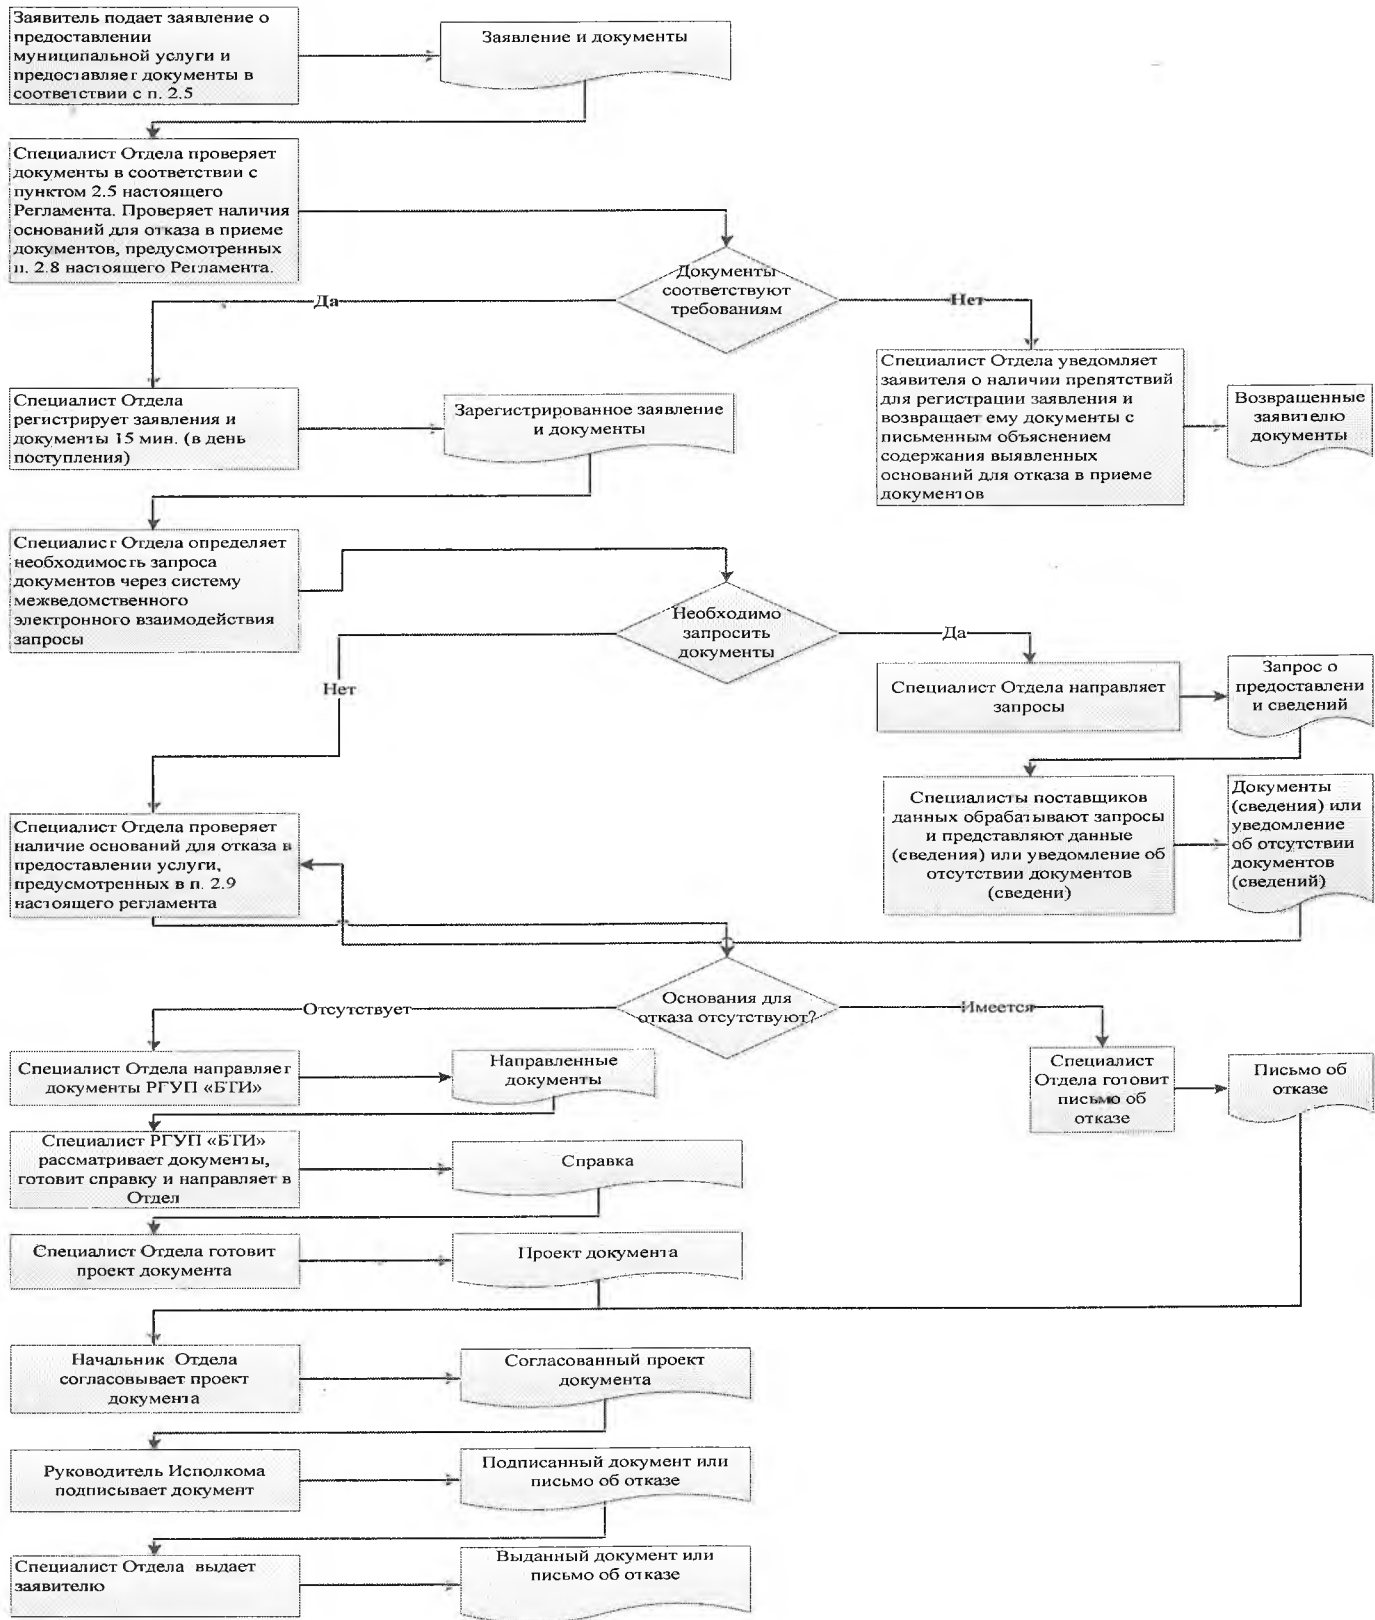 Заявитель подает заявление о
предоставлении
муниципальной услуги и
предоставляет документы в
соответствии с п. 2.5
Заявление и документы
Специалист Отдела проверяет
документы в соответствии с
пунктом 2.5 настоящего
Регламента. Проверяет наличия
оснований для отказа в приеме
документов, предусмотренных
п. 2.8 настоящего Регламента.
Документы
соответствуют
требованиям
Да
Нет
Специалист Отдела
регистрирует заявления и
документы 15 мин. (в день
поступления)
Зарегистрированное заявление
и документы
Специалист Отдела уведомляет
заявителя о наличии препятствий
для регистрации заявления и
возвращает ему документы с
письменным объяснением
содержания выявленных
оснований для отказа в приеме
документов
Возвращенные
заявителю
документы
Специалист Отдела определяет
необходимость запроса
документов через систему
межведомственного
электронного взаимодействия
запросы
Необходимо
запросить
документы
Да
Нет
Специалист Отдела направляет
запросы
Запрос о
предоставлени
и сведений
Специалисты поставщиков
данных обрабатывают запросы
и представляют данные
(сведения) или уведомление об
отсутствии документов
(сведени)
Документы
(сведения) или
уведомление
об отсутствии
документов
(сведений)
Специалист Отдела проверяет
наличие оснований для отказа в
предоставлении услуги,
предусмотренных в п. 2.9
настоящего регламента
Основания для
отказа отсутствуют?
Отсутствует
Имеется
Специалист Отдела направляет
документы РГУП «БТИ»
Направленные
документы
Специалист
Отдела готовит
письмо об
отказе
Письмо об
отказе
Специалист РГУП «БТИ»
рассматривает документы,
готовит справку и направляет в
Отдел
Справка
Специалист Отдела готовит
проект документа
Проект документа
Начальник Отдела
согласовывает проект
документа
Согласованный проект
документа
Руководитель Исполкома
подписывает документ
Подписанный документ или
письмо об отказе
Специалист Отдела выдает
заявителю
Выданный документ или
письмо об отказе